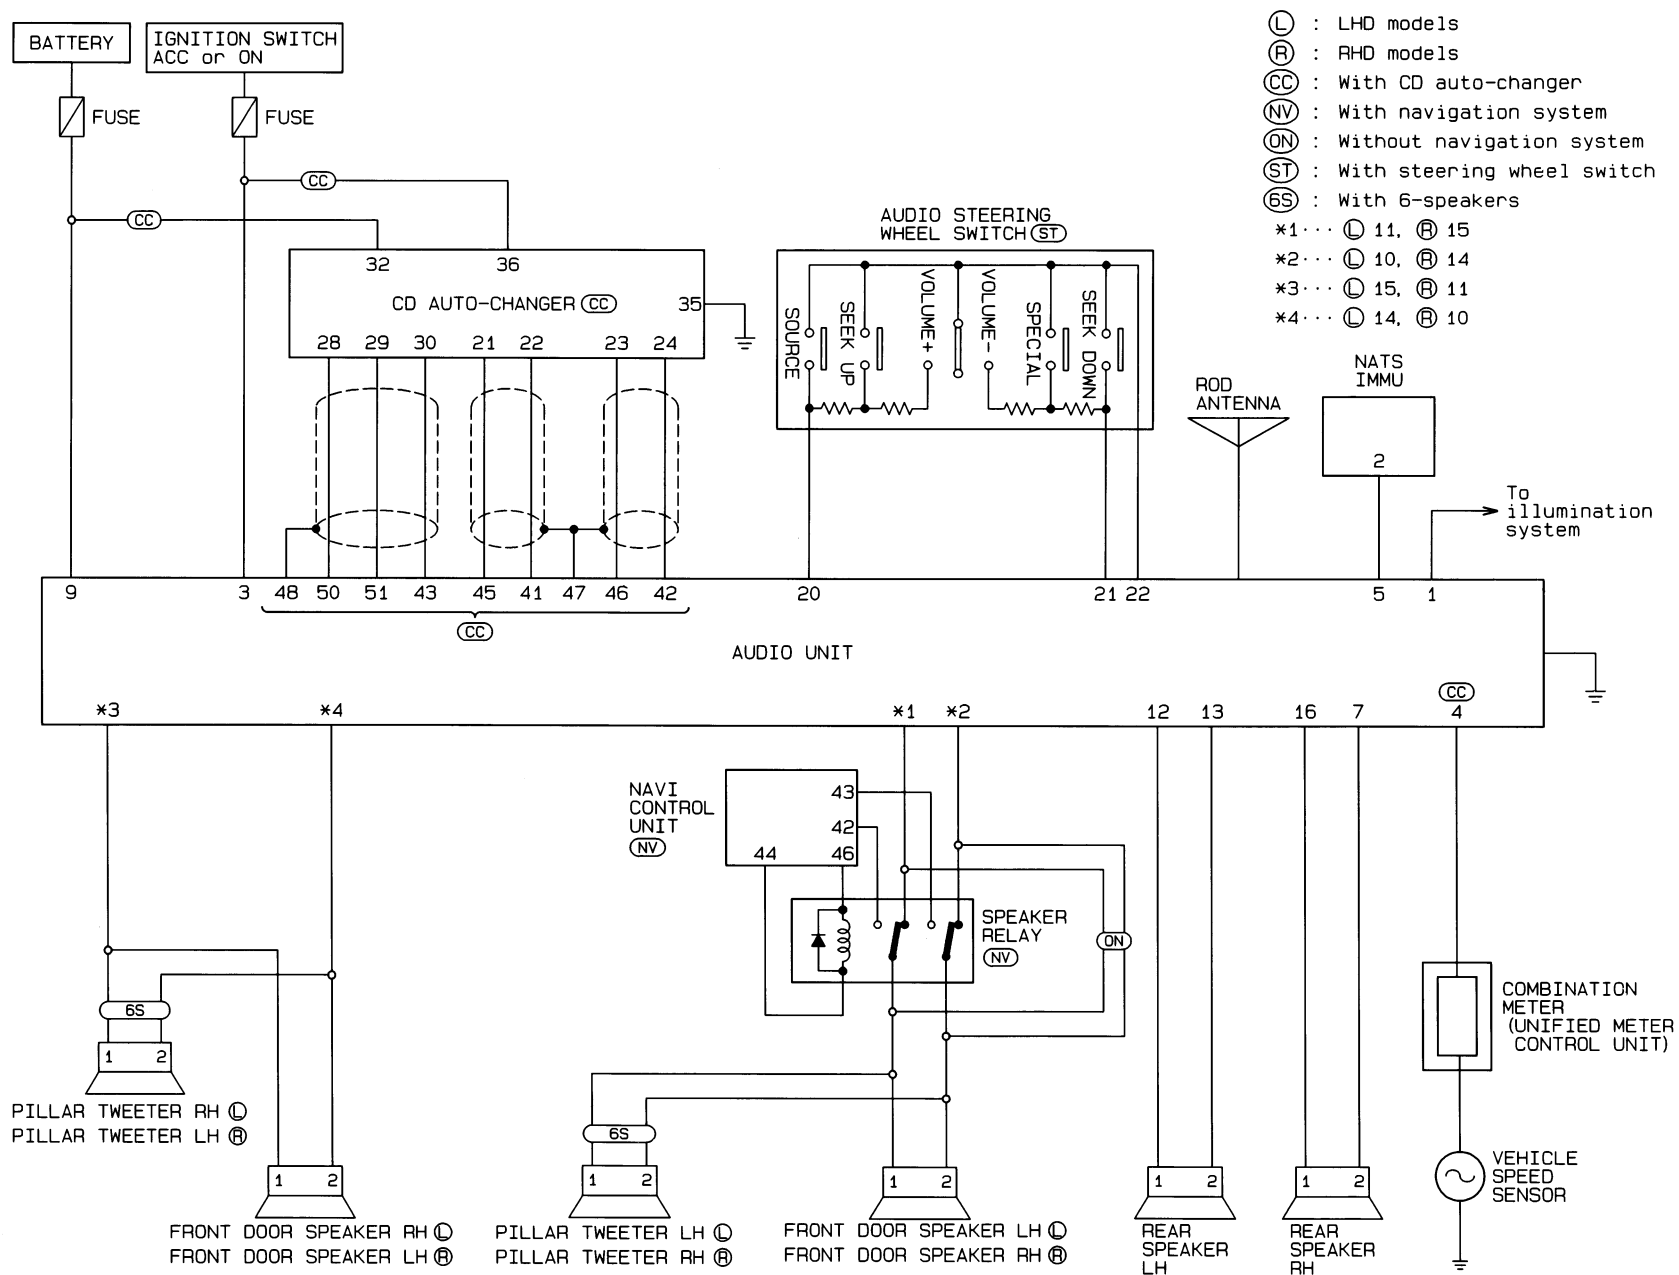 BATTERY
IGNITION SWITCH
ACC or ON
FUSE
FUSE
L : LHD models
R : RHD models
CC : With CD auto-changer
NV : With navigation system
ON : Without navigation system
ST : With steering wheel switch
6S : With 6-speakers
*1··· L 11, R 15
*2··· L 10, R 14
*3··· L 15, R 11
*4··· L 14, R 10
CC
CC
32 36
CD AUTO-CHANGER CC
35
28 29 30 21 22 23 24
AUDIO STEERING
WHEEL SWITCH ST
SOURCE
SEEK UP
VOLUME+
VOLUME-
SPECIAL
SEEK DOWN
ROD
ANTENNA
NATS
IMMU
2
To
illumination
system
9 3 48 50 51 43 45 41 47 46 42 20 21 22 5 1
CC
AUDIO UNIT
CC
*3 *4 *1 *2 12 13 16 7 4
NAVI
CONTROL
UNIT
NV
43
42
44 46
SPEAKER
RELAY
NV
ON
COMBINATION
METER
(UNIFIED METER
CONTROL UNIT)
6S
1 2
PILLAR TWEETER RH L
PILLAR TWEETER LH R
6S
1 2
FRONT DOOR SPEAKER RH L
FRONT DOOR SPEAKER LH R
1 2
PILLAR TWEETER LH L
PILLAR TWEETER RH R
1 2
FRONT DOOR SPEAKER LH L
FRONT DOOR SPEAKER RH R
1 2
REAR
SPEAKER
LH
1 2
REAR
SPEAKER
RH
VEHICLE
SPEED
SENSOR